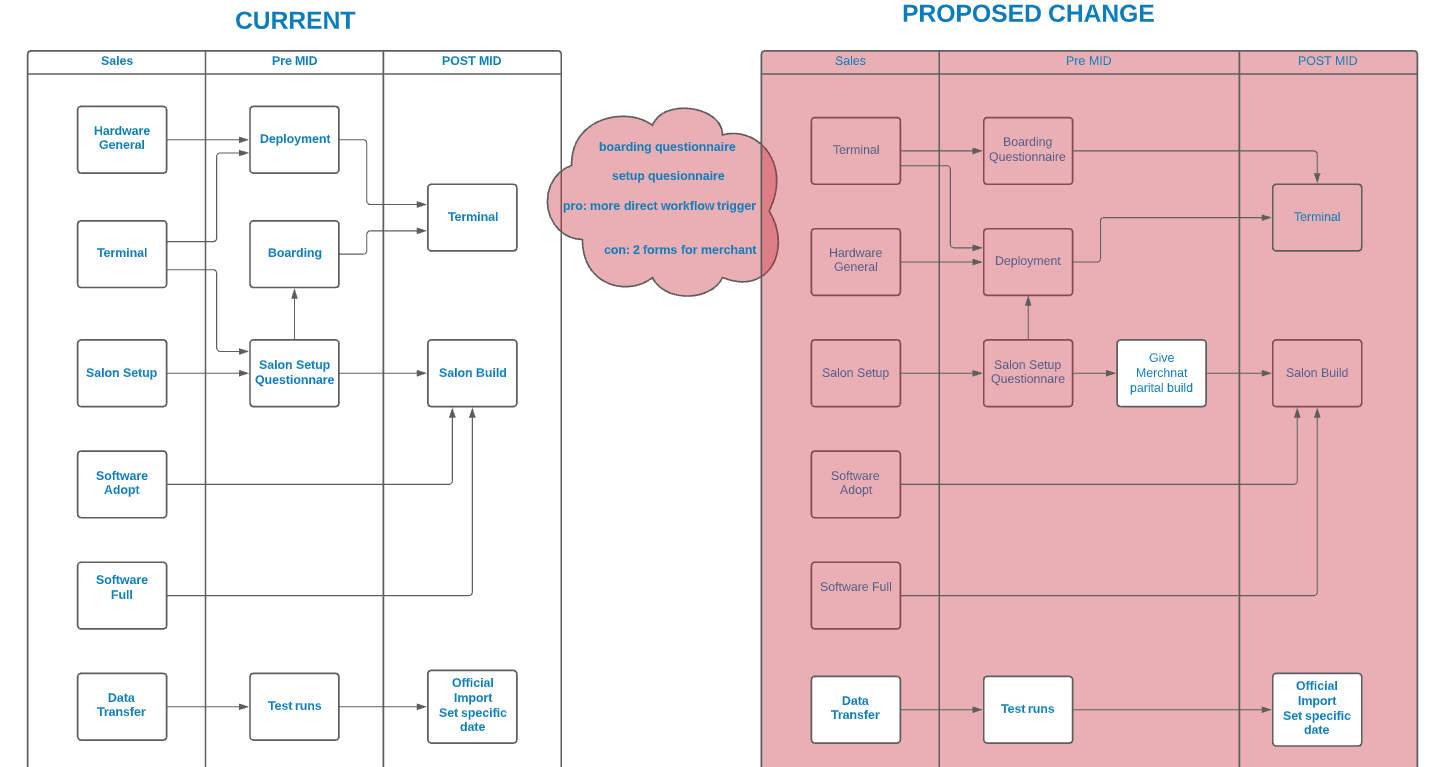 CURRENT
Sales
Pre MID
POST MID
Hardware
General
Deployment
Terminal
Terminal
Boarding
Salon Setup
Salon Setup
Questionnare
Salon Build
Software
Adopt
Software
Full
Data
Transfer
Test runs
Official
Import
Set specific
date
boarding questionnaire
setup quesionnaire
pro: more direct workflow trigger
con: 2 forms for merchant
PROPOSED CHANGE
Sales
Pre MID
POST MID
Terminal
Boarding
Questionnaire
Terminal
Hardware
General
Deployment
Salon Setup
Salon Setup
Questionnare
Give
Merchnat
parital build
Salon Build
Software
Adopt
Software Full
Data
Transfer
Test runs
Official
Import
Set specific
date